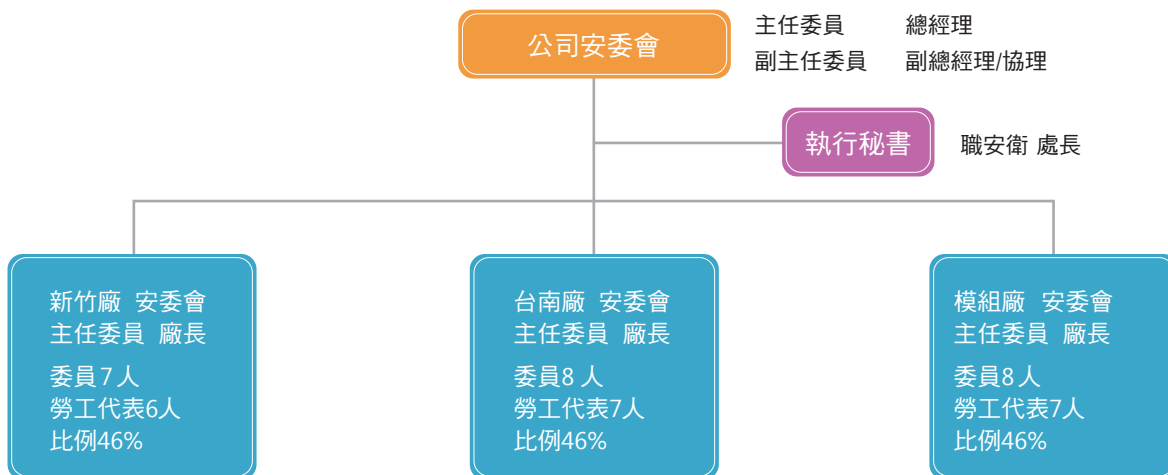 公司安委會
主任委員 總經理
副主任委員 副總經理/協理
執行秘書
職安衛 處長
新竹廠 安委會
主任委員 廠長
委員7人
勞工代表6人
比例46%
台南廠 安委會
主任委員 廠長
委員8人
勞工代表7人
比例46%
模組廠 安委會
主任委員 廠長
委員8人
勞工代表7人
比例46%